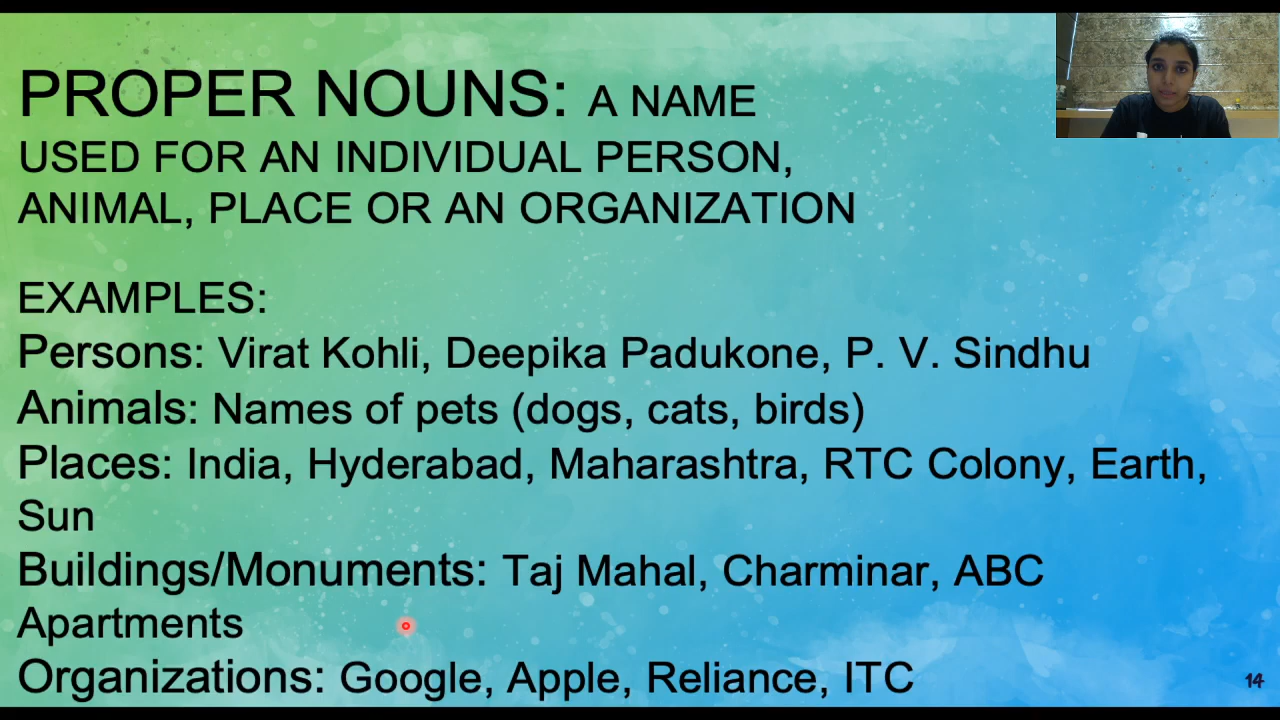 PROPER NOUNS: A NAME
USED FOR AN INDIVIDUAL PERSON,
ANIMAL, PLACE OR AN ORGANIZATION
EXAMPLES:
Persons: Virat Kohli, Deepika Padukone, P. V. Sindhu
Animals: Names of pets (dogs, cats, birds)
Places: India, Hyderabad, Maharashtra, RTC Colony, Earth,
Sun
Buildings/Monuments: Taj Mahal, Charminar, ABC
Apartments
Organizations: Google, Apple, Reliance, ITC
14